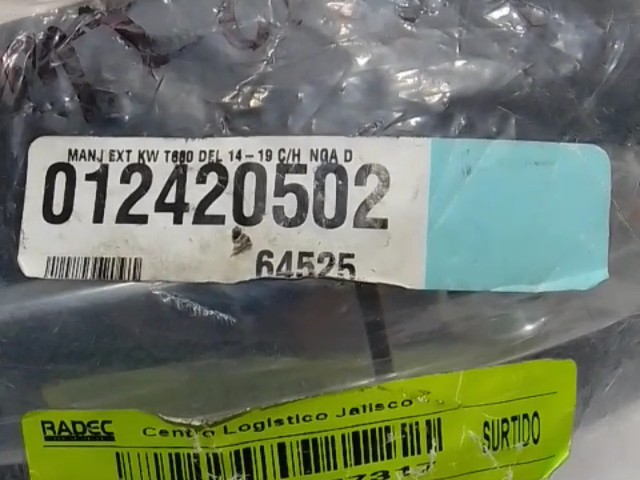 MANJ EXT KW T680 DEL 14-19 C/H NGA D
012420502
64525
RADEC
Centro Logistico Jalisco
SURTIDO